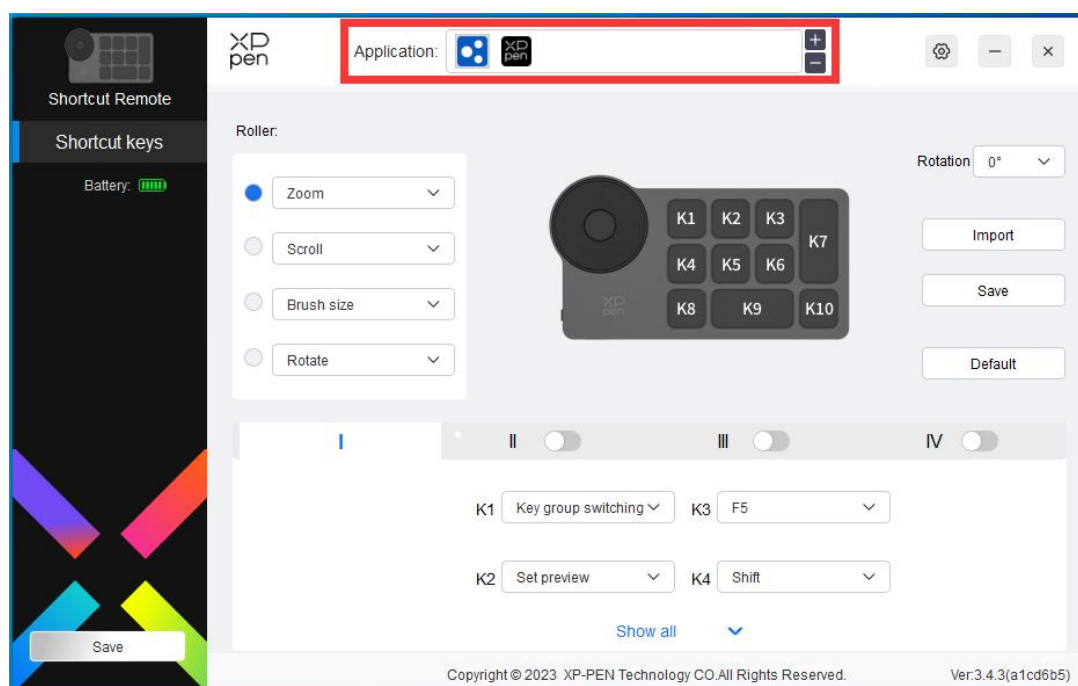 XP
pen
Application:
XP
pen
+
−
Shortcut Remote
Shortcut keys
Battery:
Roller:
Zoom
Scroll
Brush size
Rotate
K1 K2 K3
K7
K4 K5 K6
K8 K9 K10
XP
pen
Rotation 0°
Import
Save
Default
I II III IV
K1 Key group switching K3 F5
K2 Set preview K4 Shift
Show all
Save
Copyright © 2023 XP-PEN Technology CO.All Rights Reserved. Ver:3.4.3(a1cd6b5)